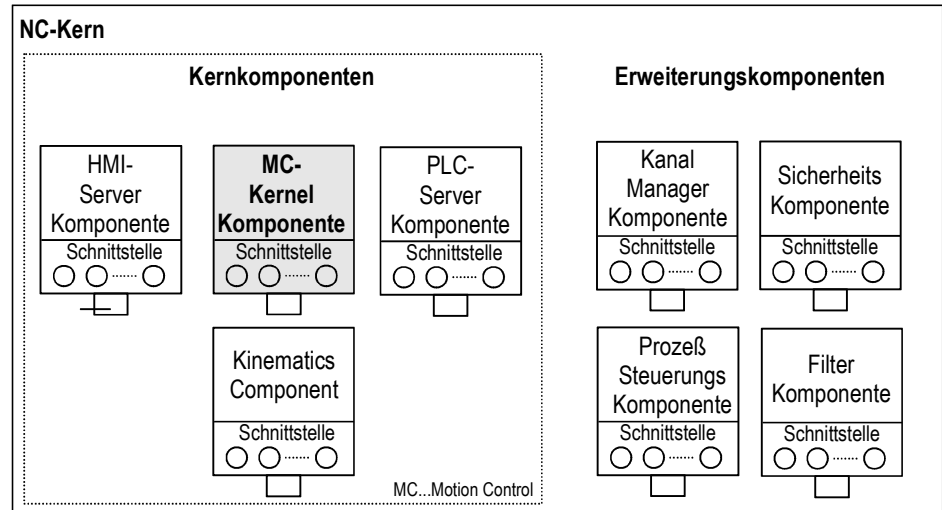 NC-Kern
Kernkomponenten
Erweiterungskomponenten
HMI-
Server
Komponente
Schnittstelle
MC-
Kernel
Komponente
Schnittstelle
PLC-
Server
Komponente
Schnittstelle
Kanal
Manager
Komponente
Schnittstelle
Sicherheits
Komponente
Schnittstelle
Kinematics
Component
Schnittstelle
Prozeß
Steuerungs
Komponente
Schnittstelle
Filter
Komponente
Schnittstelle
MC...Motion Control